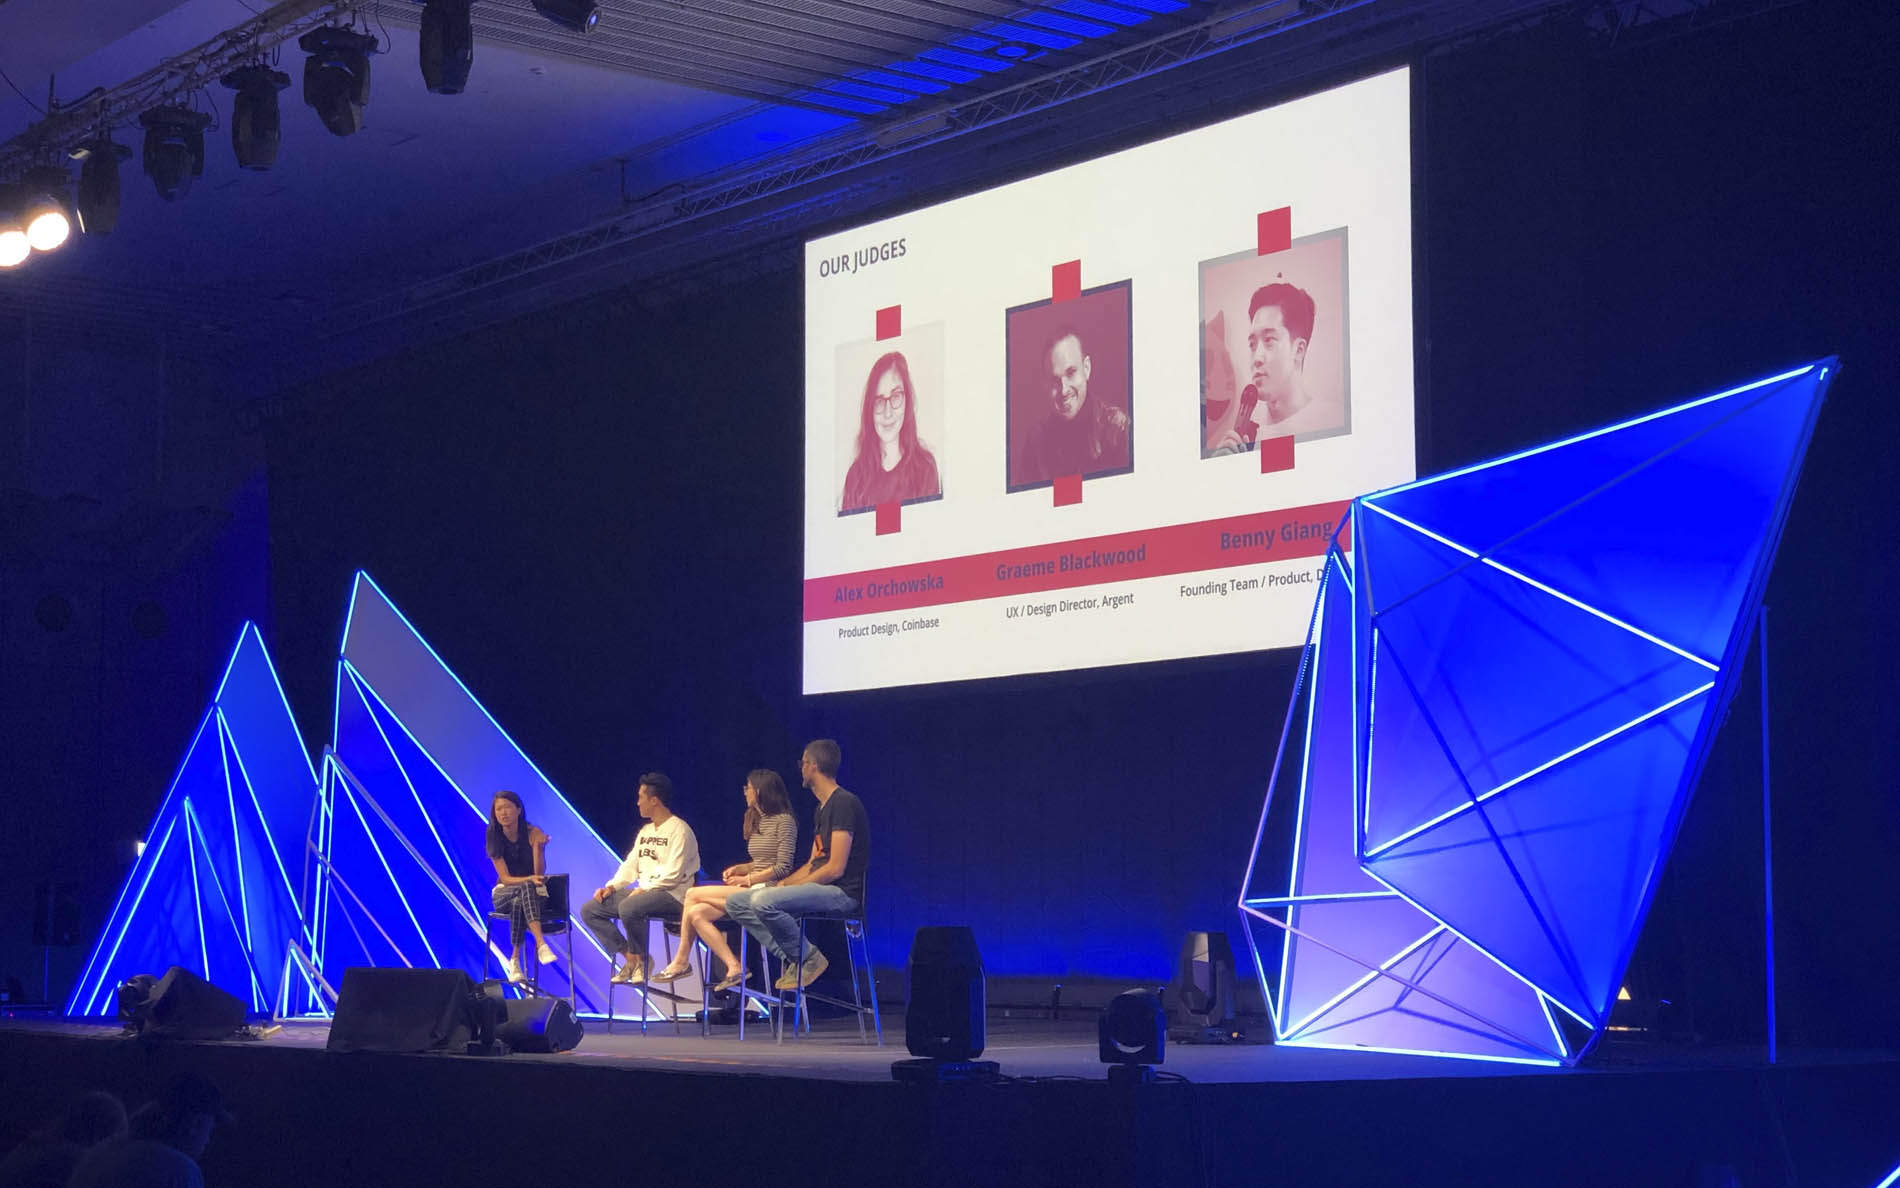 OUR JUDGES
Alex Orchowska
Product Design, Coinbase
Graeme Blackwood
UX / Design Director, Argent
Benny Giang
Founding Team / Product, D